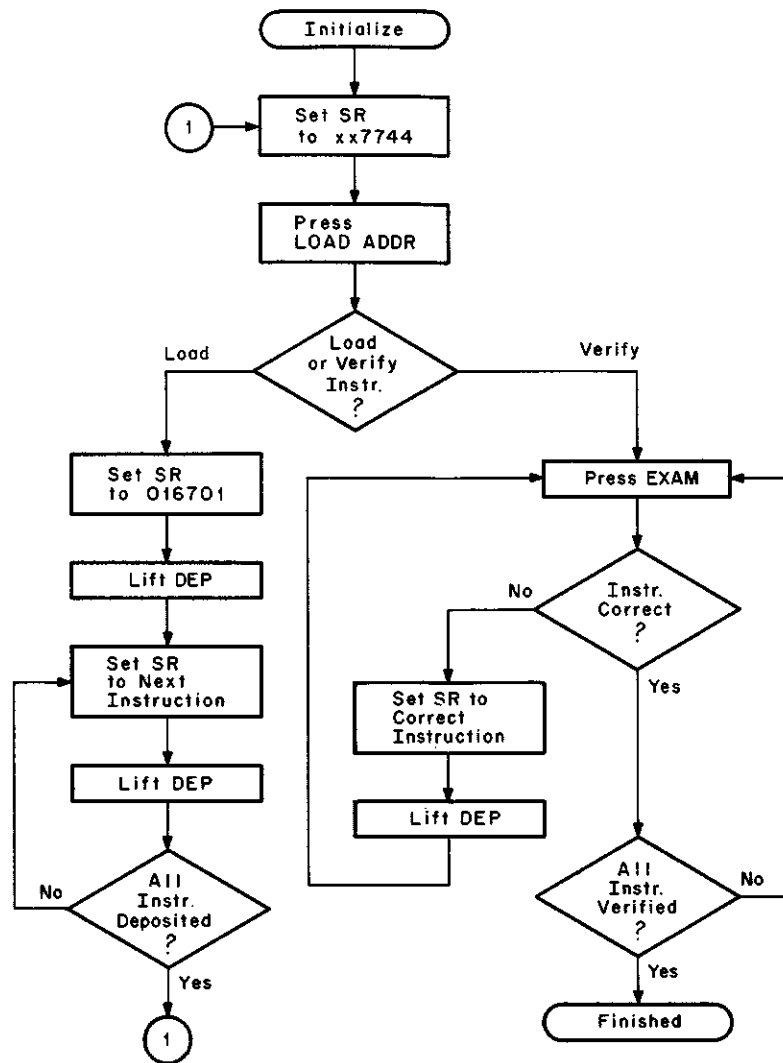 Initialize
1
Set SR
to xx7744
Press
LOAD ADDR
Load
or Verify
Instr.
?
Load
Verify
Set SR
to 016701
Lift DEP
Set SR
to Next
Instruction
Lift DEP
All
Instr.
Deposited
?
No
Yes
1
Press EXAM
Instr.
Correct
?
No
Yes
Set SR to
Correct
Instruction
Lift DEP
All
Instr.
Verified
?
No
Yes
Finished